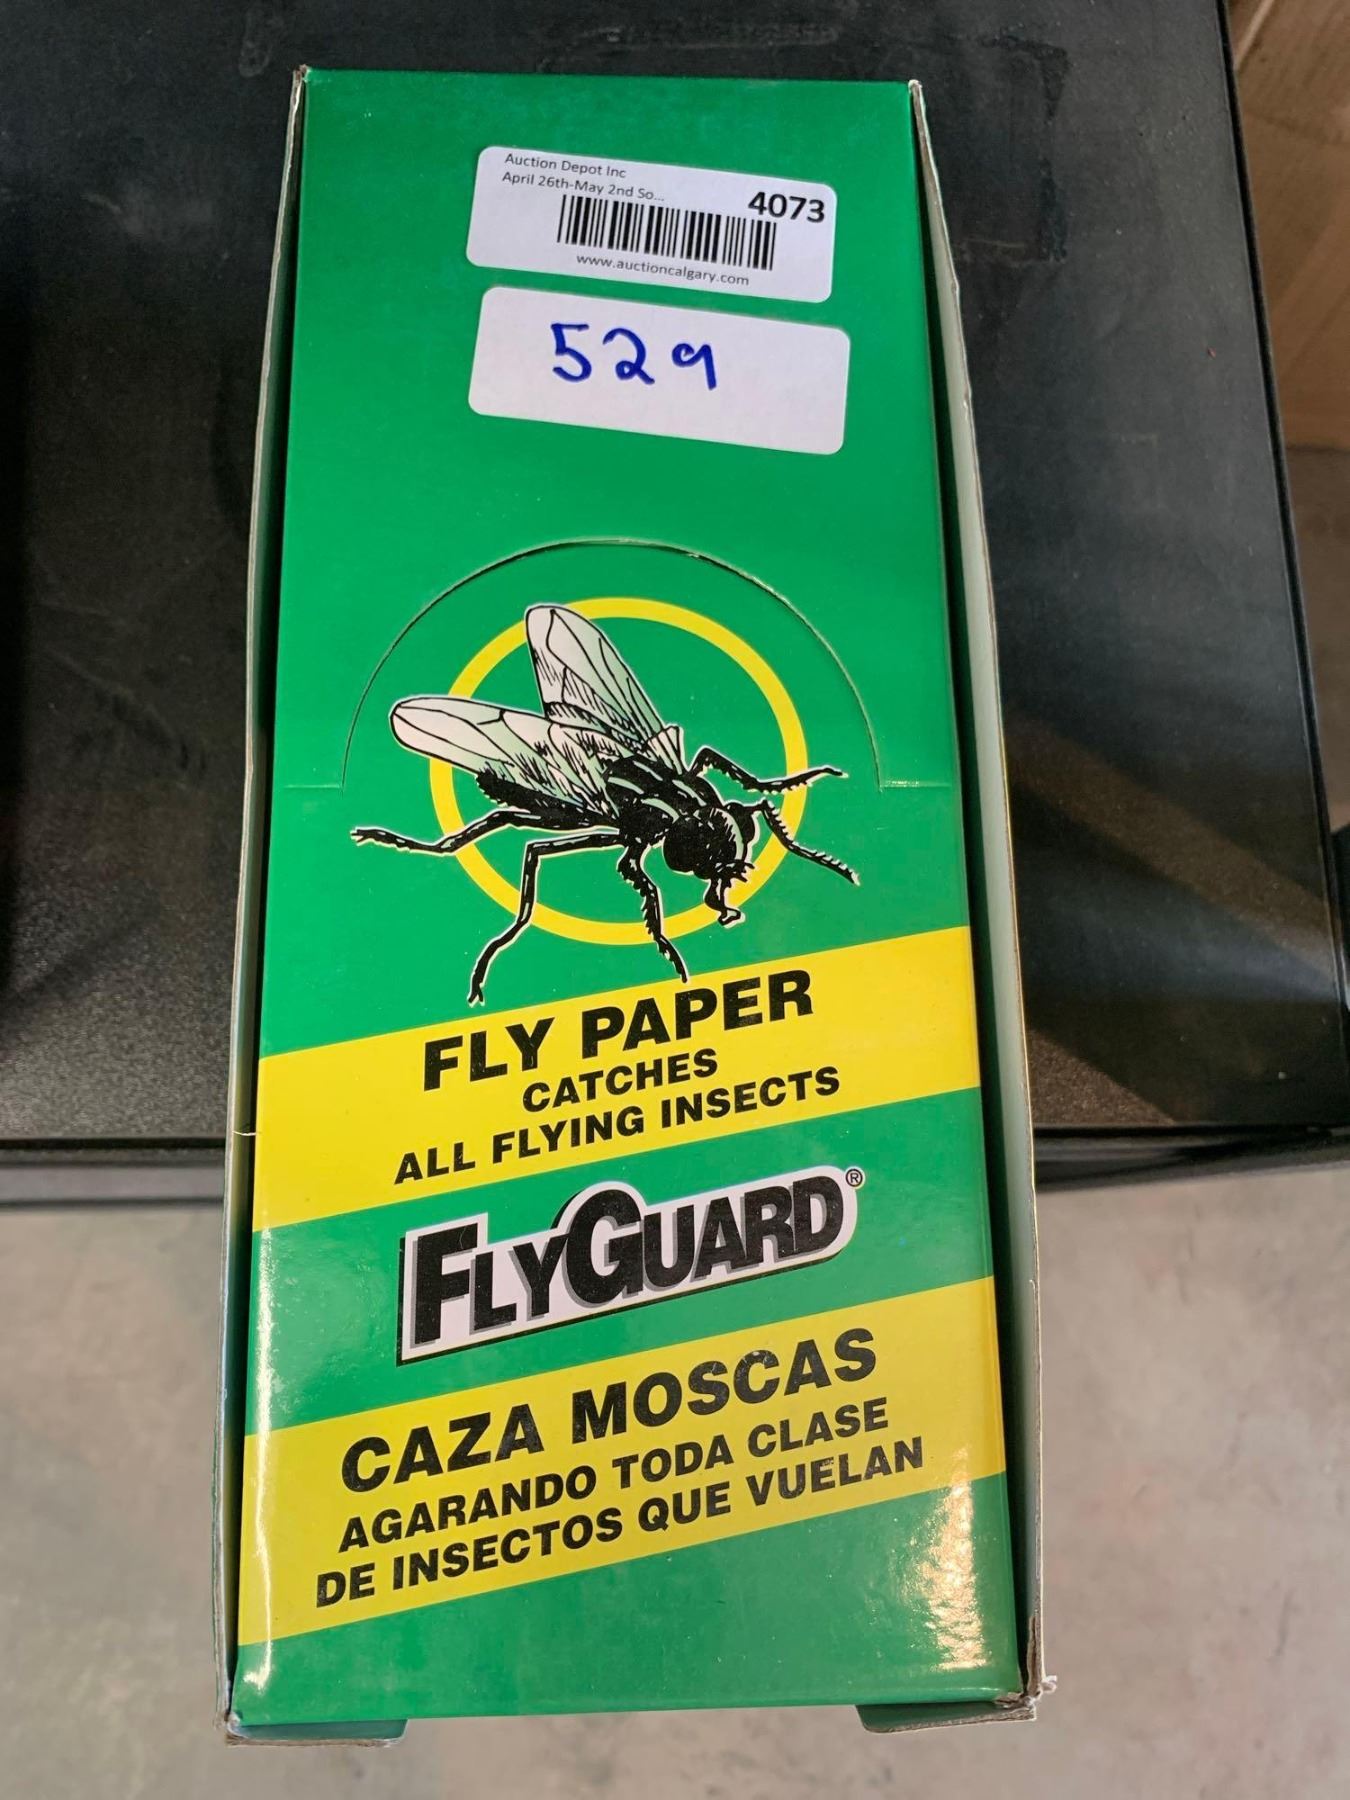 Auction Depot Inc
April 26th-May 2nd So...
4073
www.auctioncalgary.com
529
FLY PAPER
CATCHES
ALL FLYING INSECTS
FLYGUARD®
CAZA MOSCAS
AGARANDO TODA CLASE
DE INSECTOS QUE VUELAN